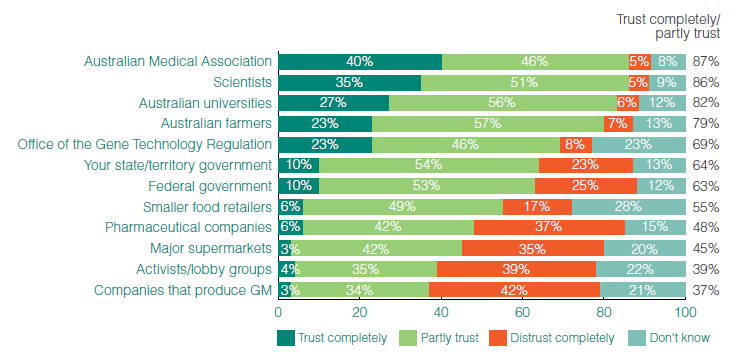 Trust completely/
partly trust
Australian Medical Association 40% 46% 5% 8% 87%
Scientists 35% 51% 5% 9% 86%
Australian universities 27% 56% 6% 12% 82%
Australian farmers 23% 57% 7% 13% 79%
Office of the Gene Technology Regulation 23% 46% 8% 23% 69%
Your state/territory government 10% 54% 23% 13% 64%
Federal government 10% 53% 25% 12% 63%
Smaller food retailers 6% 49% 17% 28% 55%
Pharmaceutical companies 6% 42% 37% 15% 48%
Major supermarkets 3% 42% 35% 20% 45%
Activists/lobby groups 4% 35% 39% 22% 39%
Companies that produce GM 3% 34% 42% 21% 37%
0 20 40 60 80 100
Trust completely Partly trust Distrust completely Don't know